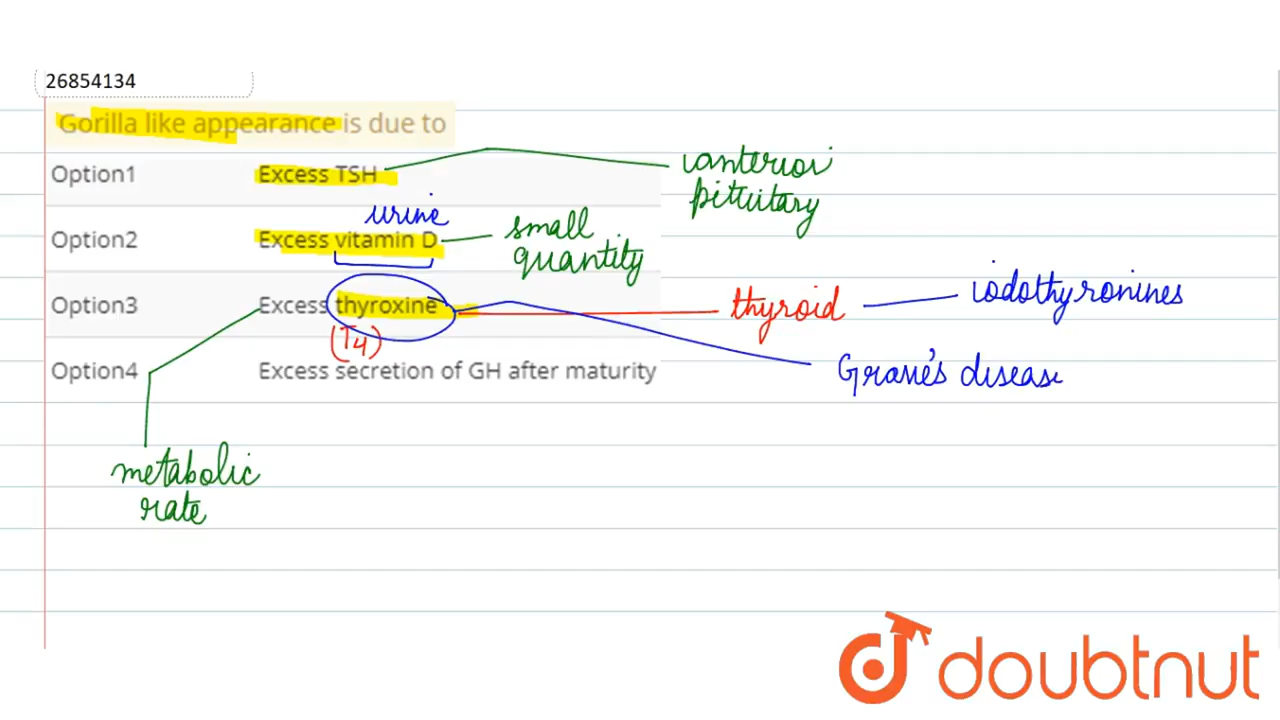 26854134
Gorilla like appearance is due to
Option1 Excess TSH
anterior
pituitary
urine
Option2 Excess vitamin D
small
quantity
Option3 Excess thyroxine
thyroid
iodothyronines
(T4)
Option4 Excess secretion of GH after maturity
Grave's disease
metabolic
rate
doubtnut